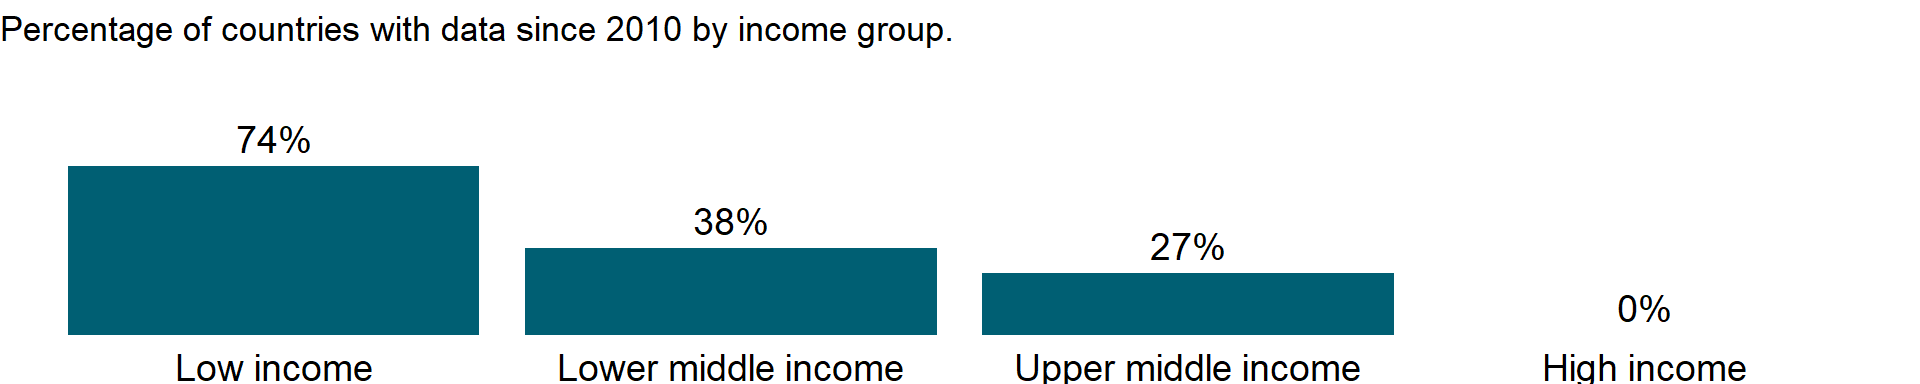 Percentage of countries with data since 2010 by income group.
74%
38%
27%
0%
Low income
Lower middle income
Upper middle income
High income